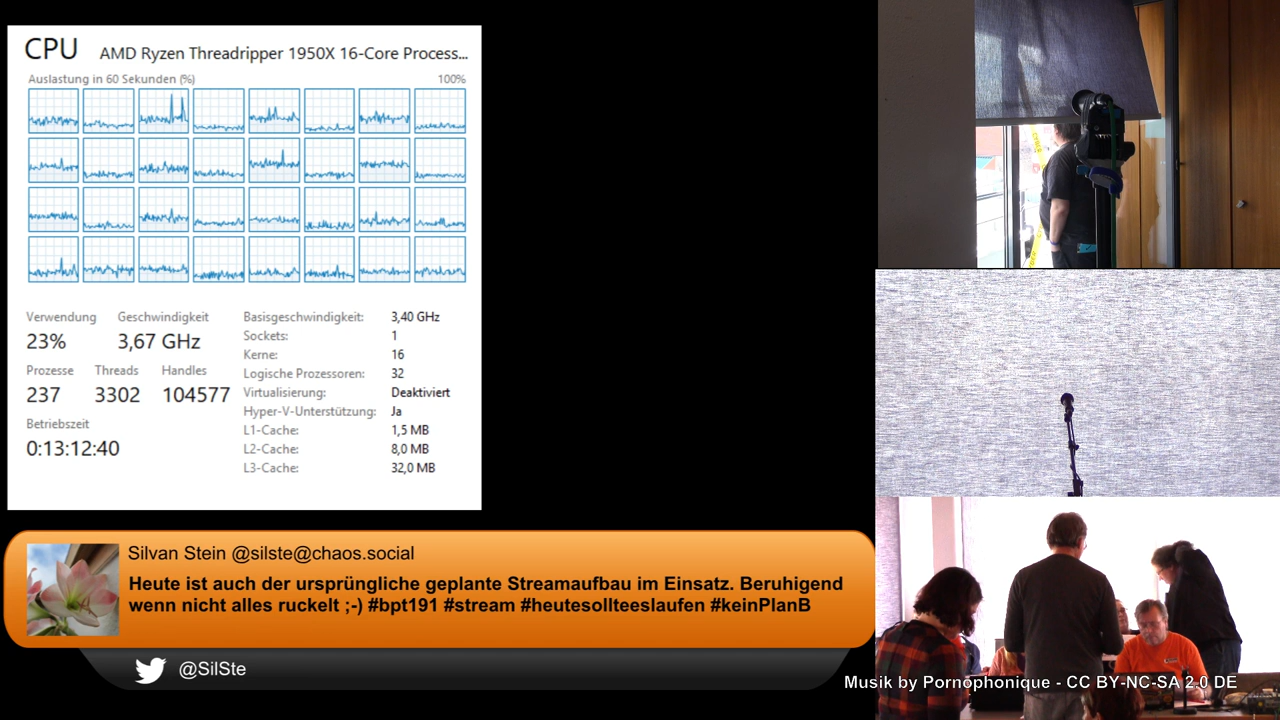 CPU AMD Ryzen Threadripper 1950X 16-Core Process...
Auslastung in 60 Sekunden (%) 100%
Verwendung Geschwindigkeit
23% 3,67 GHz
Prozesse Threads Handles
237 3302 104577
Betriebszeit
0:13:12:40
Basisgeschwindigkeit: 3,40 GHz
Sockets: 1
Kerne: 16
Logische Prozessoren: 32
Virtualisierung: Deaktiviert
Hyper-V-Unterstützung: Ja
L1-Cache: 1,5 MB
L2-Cache: 8,0 MB
L3-Cache: 32,0 MB
Silvan Stein @silste@chaos.social
Heute ist auch der ursprüngliche geplante Streamaufbau im Einsatz. Beruhigend
wenn nicht alles ruckelt ;-) #bpt191 #stream #heutesollteeslaufen #keinPlanB
@SilSte
Musik by Pornophonique - CC BY-NC-SA 2.0 DE